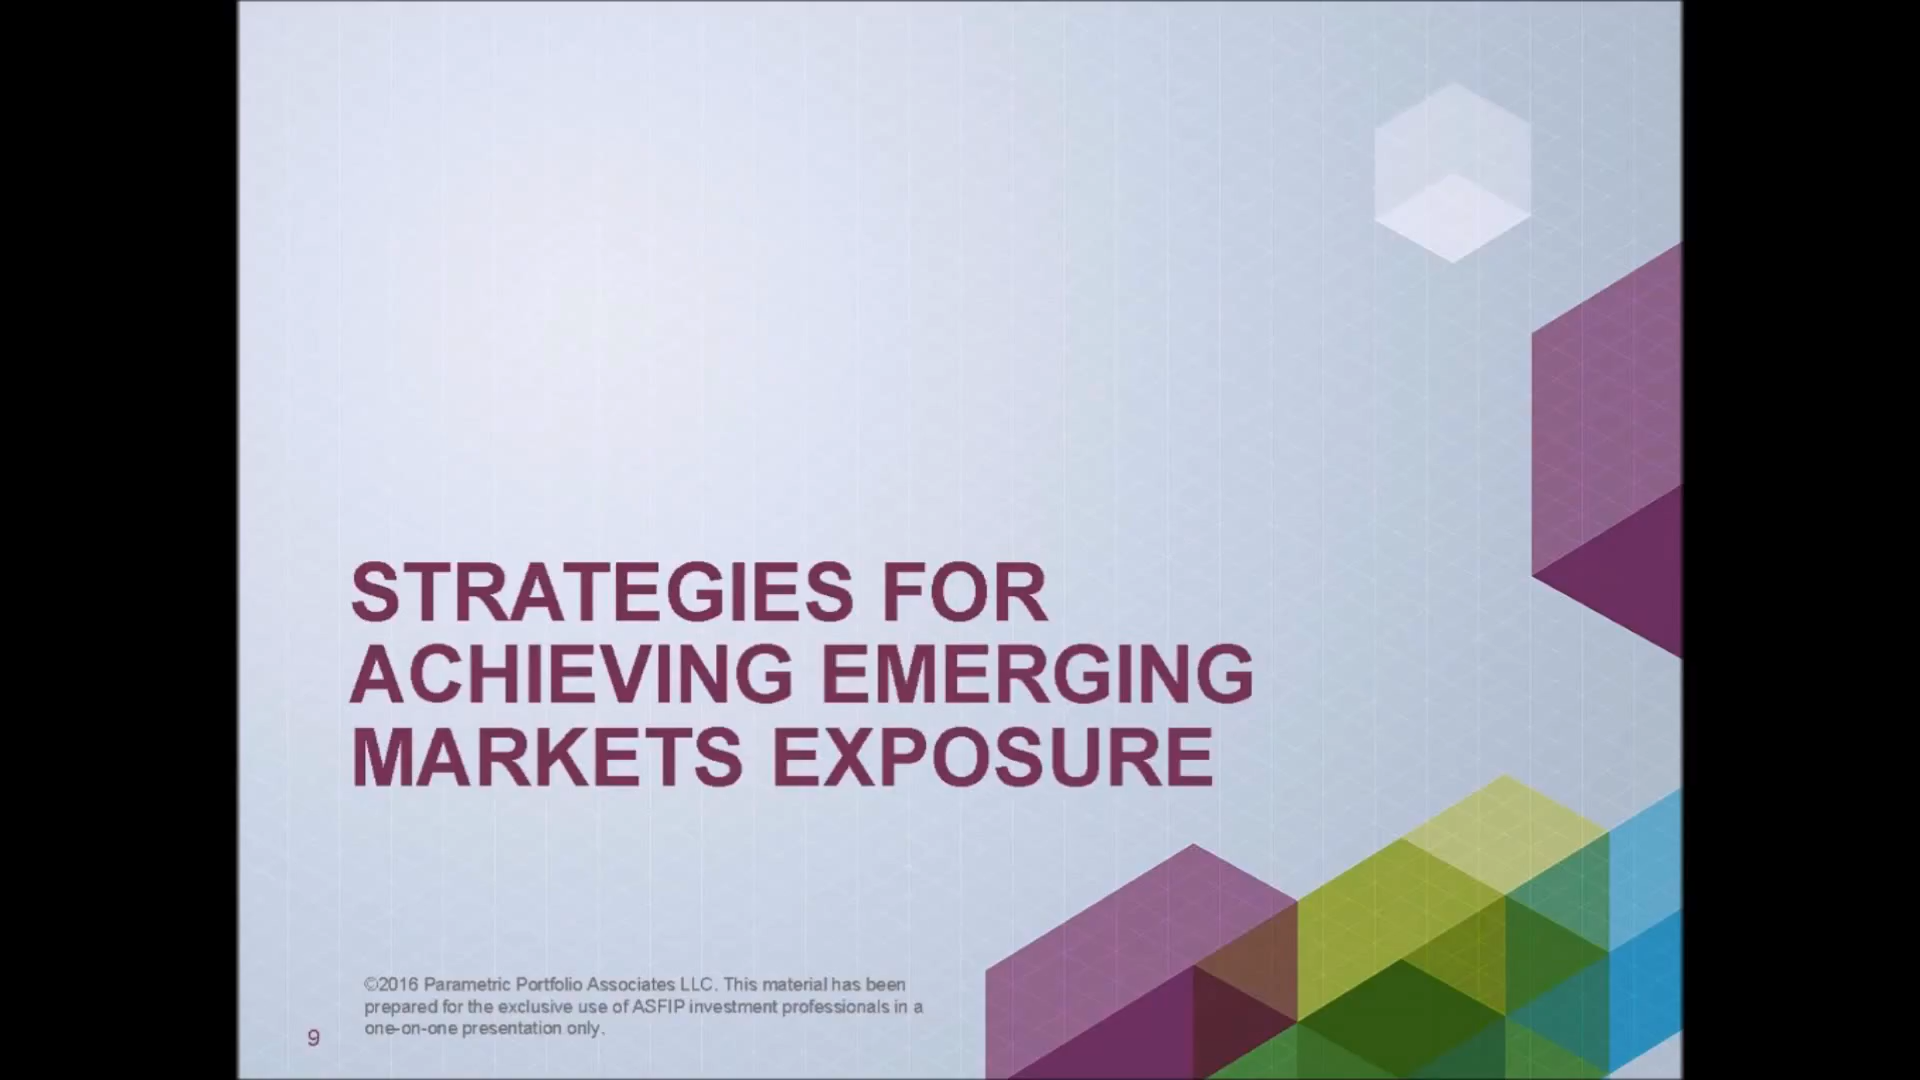 STRATEGIES FOR
ACHIEVING EMERGING
MARKETS EXPOSURE
©2016 Parametric Portfolio Associates LLC. This material has been
prepared for the exclusive use of ASFIP investment professionals in a
one-on-one presentation only.
9